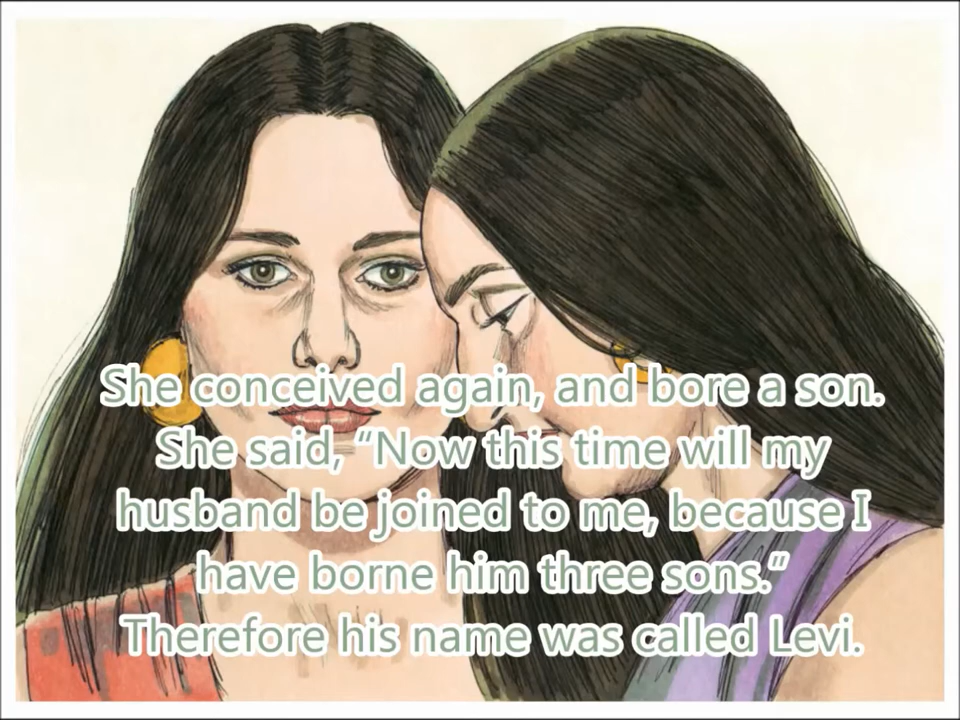 She conceived again, and bore a son.
She said, “Now this time will my
husband be joined to me, because I
have borne him three sons.”
Therefore his name was called Levi.